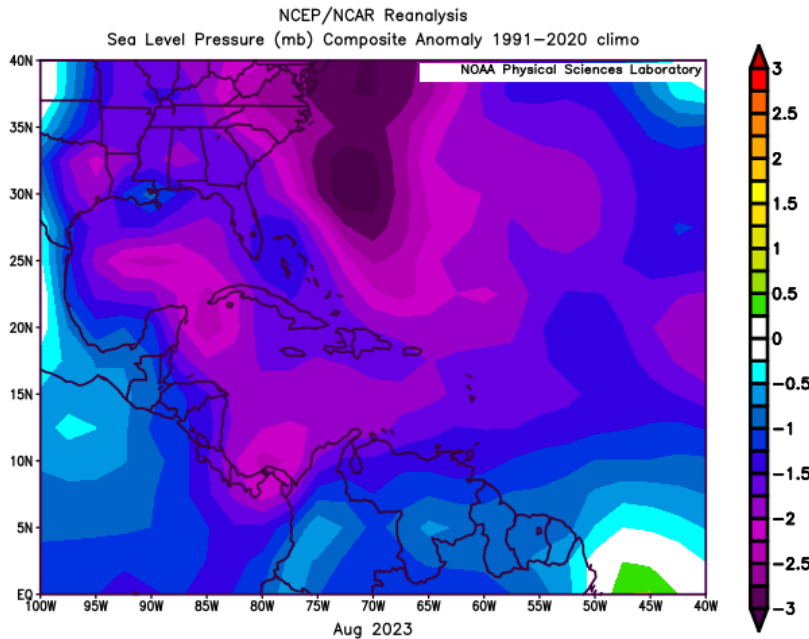 NCEP/NCAR Reanalysis
Sea Level Pressure (mb) Composite Anomaly 1991-2020 climo
NOAA Physical Sciences Laboratory
40N
35N
30N
25N
20N
15N
10N
5N
EQ
100W 95W 90W 85W 80W 75W 70W 65W 60W 55W 50W 45W 40W
Aug 2023
3
2.5
2
1.5
1
0.5
0
-0.5
-1
-1.5
-2
-2.5
-3